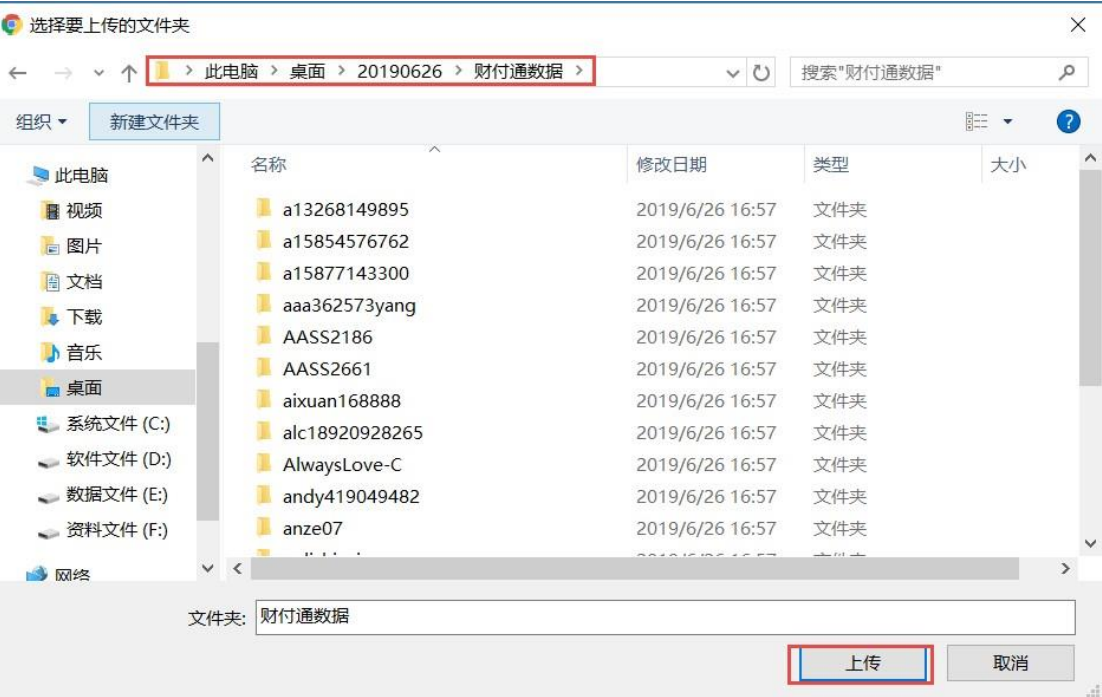 选择要上传的文件夹
此电脑 > 桌面 > 20190626 > 财付通数据 >
搜索"财付通数据"
组织 新建文件夹
名称 修改日期 类型 大小
此电脑
视频
图片
文档
下载
音乐
桌面
系统文件 (C:)
软件文件 (D:)
数据文件 (E:)
资料文件 (F:)
网络
a13268149895 2019/6/26 16:57 文件夹
a15854576762 2019/6/26 16:57 文件夹
a15877143300 2019/6/26 16:57 文件夹
aaa362573yang 2019/6/26 16:57 文件夹
AASS2186 2019/6/26 16:57 文件夹
AASS2661 2019/6/26 16:57 文件夹
aixuan168888 2019/6/26 16:57 文件夹
alc18920928265 2019/6/26 16:57 文件夹
AlwaysLove-C 2019/6/26 16:57 文件夹
andy419049482 2019/6/26 16:57 文件夹
anze07 2019/6/26 16:57 文件夹
文件夹: 财付通数据
上传 取消